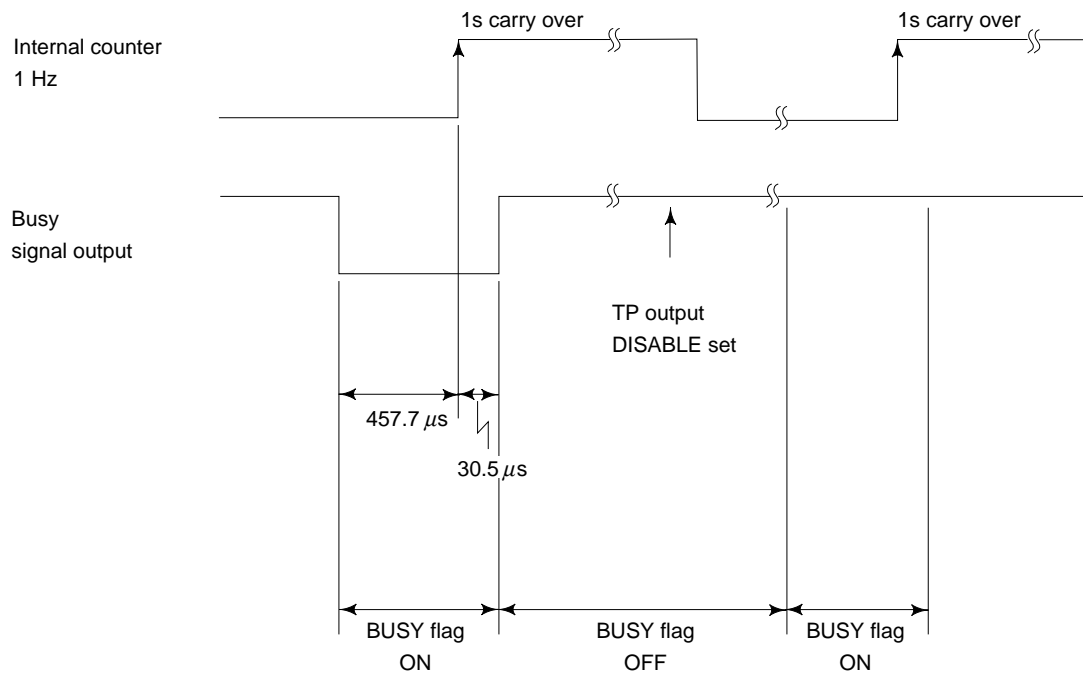 1s carry over
1s carry over
Internal counter
1 Hz
Busy
signal output
TP output
DISABLE set
457.7 μs
30.5 μs
BUSY flag
ON
BUSY flag
OFF
BUSY flag
ON